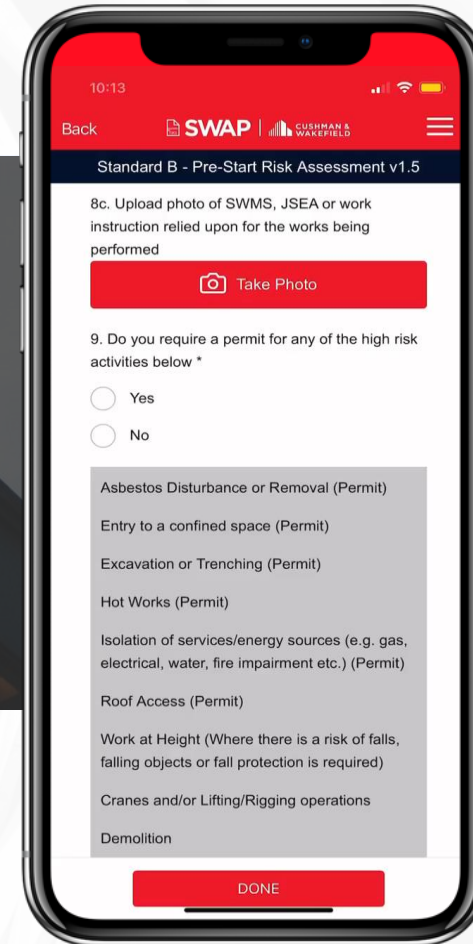 10:13
Back
SWAP | CUSHMAN &
WAKEFIELD
Standard B - Pre-Start Risk Assessment v1.5
8c. Upload photo of SWMS, JSEA or work
instruction relied upon for the works being
performed
Take Photo
9. Do you require a permit for any of the high risk
activities below *
Yes
No
Asbestos Disturbance or Removal (Permit)
Entry to a confined space (Permit)
Excavation or Trenching (Permit)
Hot Works (Permit)
Isolation of services/energy sources (e.g. gas,
electrical, water, fire impairment etc.) (Permit)
Roof Access (Permit)
Work at Height (Where there is a risk of falls,
falling objects or fall protection is required)
Cranes and/or Lifting/Rigging operations
Demolition
DONE